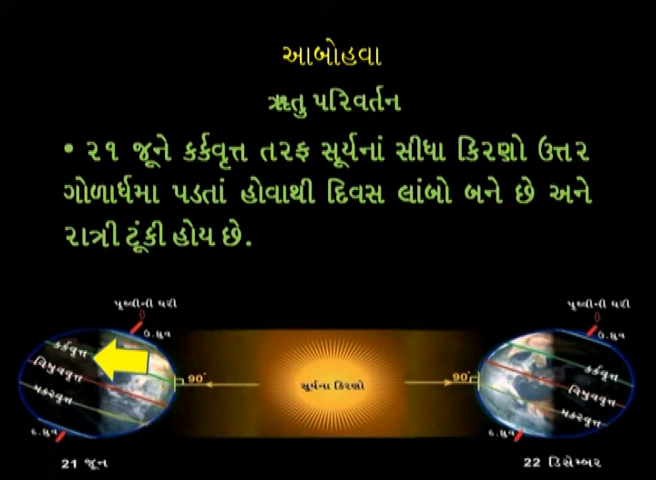 આબોહવા
ઋતુ પરિવર્તન
• ૨૧ જૂને કર્કવૃત્ત તરફ સૂર્યનાં સીધા કિરણો ઉત્તર
ગોળાર્ધમા પડતાં હોવાથી દિવસ લાંબો બને છે અને
રાત્રી ટૂંકી હોય છે.
પૃથ્વીની ધરી
ઉ.ધ્રુવ
કર્કવૃત્ત
વિષુવવૃત્ત
મકરવૃત્ત
દ.ધ્રુવ
90°
સૂર્યના કિરણો
90°
પૃથ્વીની ધરી
ઉ.ધ્રુવ
કર્કવૃત્ત
વિષુવવૃત્ત
મકરવૃત્ત
દ.ધ્રુવ
21 જૂન
22 ડિસેમ્બર